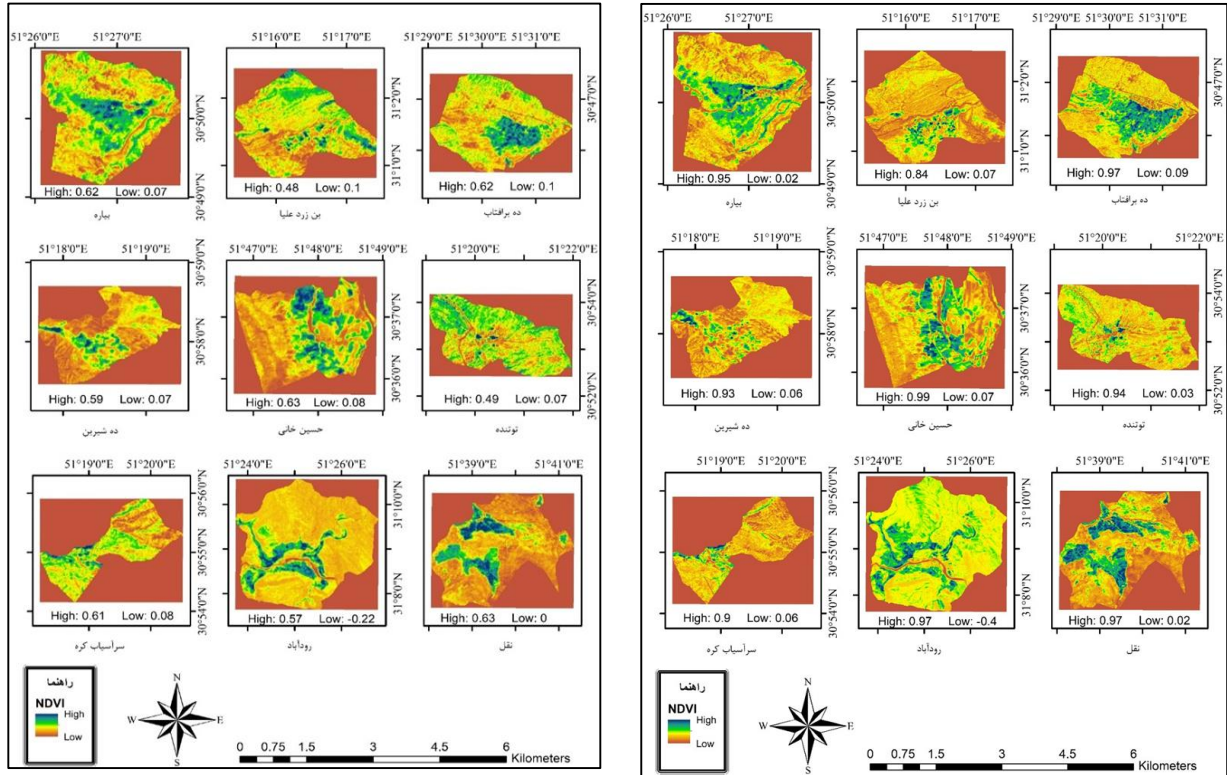 51°26'0"E 51°27'0"E
30°50'0"N
30°49'0"N
High: 0.62 Low: 0.07
بیاره
51°16'0"E 51°17'0"E
31°2'0"N
31°1'0"N
High: 0.48 Low: 0.1
بن زرد علیا
51°29'0"E 51°30'0"E 51°31'0"E
30°47'0"N
High: 0.62 Low: 0.1
ده برافتاب
51°18'0"E 51°19'0"E
30°59'0"N
30°58'0"N
High: 0.59 Low: 0.07
ده شیرین
51°47'0"E 51°48'0"E 51°49'0"E
30°37'0"N
30°36'0"N
High: 0.63 Low: 0.08
حسین خانی
51°20'0"E 51°22'0"E
30°54'0"N
30°52'0"N
High: 0.49 Low: 0.07
توتنده
51°19'0"E 51°20'0"E
30°56'0"N
30°55'0"N
30°54'0"N
High: 0.61 Low: 0.08
سرآسیاب کره
51°24'0"E 51°26'0"E
31°10'0"N
31°8'0"N
High: 0.57 Low: -0.22
رودآباد
51°39'0"E 51°41'0"E
High: 0.63 Low: 0
نقل
راهنما
NDVI
High
Low
N
W E
S
0 0.75 1.5 3 4.5 6
Kilometers
51°26'0"E 51°27'0"E
30°50'0"N
30°49'0"N
High: 0.95 Low: 0.02
بیاره
51°16'0"E 51°17'0"E
31°2'0"N
31°1'0"N
High: 0.84 Low: 0.07
بن زرد علیا
51°29'0"E 51°30'0"E 51°31'0"E
30°47'0"N
High: 0.97 Low: 0.09
ده برافتاب
51°18'0"E 51°19'0"E
30°59'0"N
30°58'0"N
High: 0.93 Low: 0.06
ده شیرین
51°47'0"E 51°48'0"E 51°49'0"E
30°37'0"N
30°36'0"N
High: 0.99 Low: 0.07
حسین خانی
51°20'0"E 51°22'0"E
30°54'0"N
30°52'0"N
High: 0.94 Low: 0.03
توتنده
51°19'0"E 51°20'0"E
30°56'0"N
30°55'0"N
30°54'0"N
High: 0.9 Low: 0.06
سرآسیاب کره
51°24'0"E 51°26'0"E
31°10'0"N
31°8'0"N
High: 0.97 Low: -0.4
رودآباد
51°39'0"E 51°41'0"E
High: 0.97 Low: 0.02
نقل
راهنما
NDVI
High
Low
N
W E
S
0 0.75 1.5 3 4.5 6
Kilometers